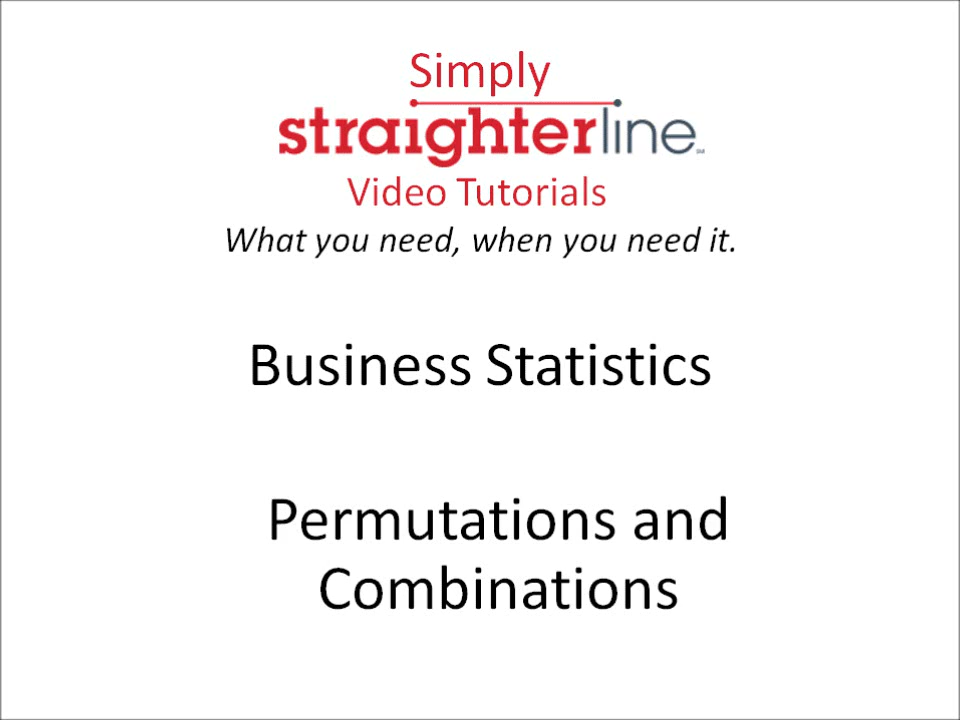 Simply
straighterline
Video Tutorials
What you need, when you need it.
Business Statistics
Permutations and
Combinations